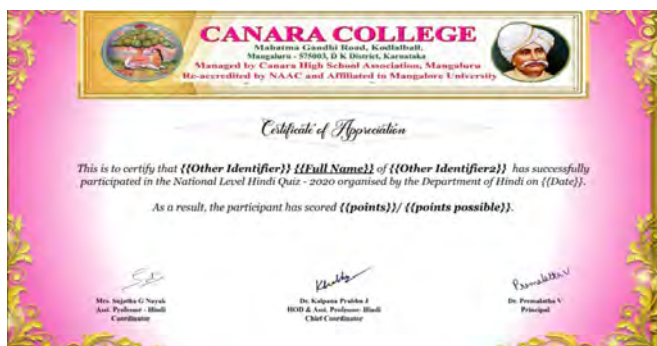 CANARA COLLEGE
Mahatma Gandhi Road, Kodialbail,
Mangaluru - 575003, D K District, Karnataka
Managed by Canara High School Association, Mangaluru
Re-accredited by NAAC and Affiliated to Mangalore University
Certificate of Appreciation
This is to certify that {{Other Identifier}} {{Full Name}} of {{Other Identifier2}} has successfully
participated in the National Level Hindi Quiz - 2020 organised by the Department of Hindi on {{Date}}.
As a result, the participant has scored {{points}}/ {{points possible}}.
Mrs. Sujatha G Nayak
Asst. Professor - Hindi
Coordinator
Dr. Kalpana Prabhu J
HOD & Asst. Professor- Hindi
Chief Coordinator
Premalatha V
Dr. Premalatha V
Principal